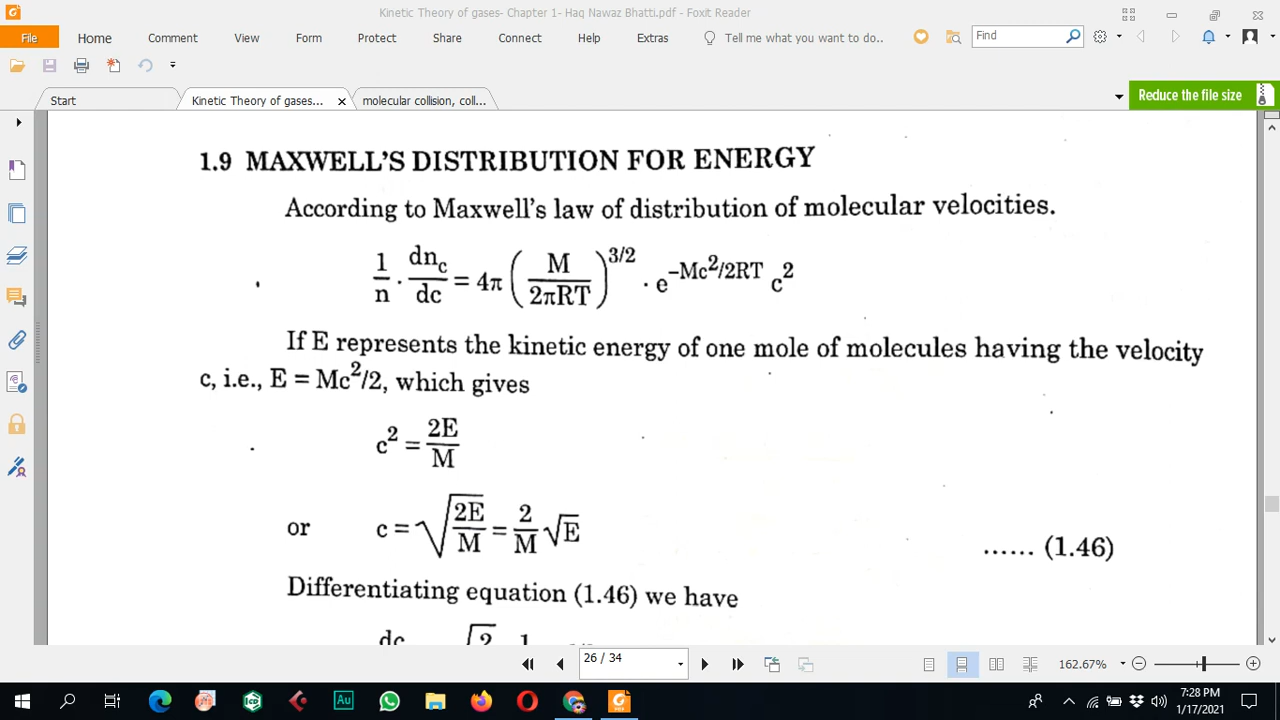 Kinetic Theory of gases- Chapter 1- Haq Nawaz Bhatti.pdf - Foxit Reader
File Home Comment View Form Protect Share Connect Help Extras Tell me what you want to do.. Find
Start Kinetic Theory of gases... × molecular collision, coll... Reduce the file size
1.9 MAXWELL'S DISTRIBUTION FOR ENERGY
According to Maxwell's law of distribution of molecular velocities.
1/n · dn_c/dc = 4π (M/2πRT)^3/2 · e^–Mc²/2RT c²
If E represents the kinetic energy of one mole of molecules having the velocity
c, i.e., E = Mc²/2, which gives
c² = 2E/M
or c = √(2E/M) = 2/M √E ...... (1.46)
Differentiating equation (1.46) we have
dc √2 1
26 / 34 162.67%
Au 7:28 PM
1/17/2021